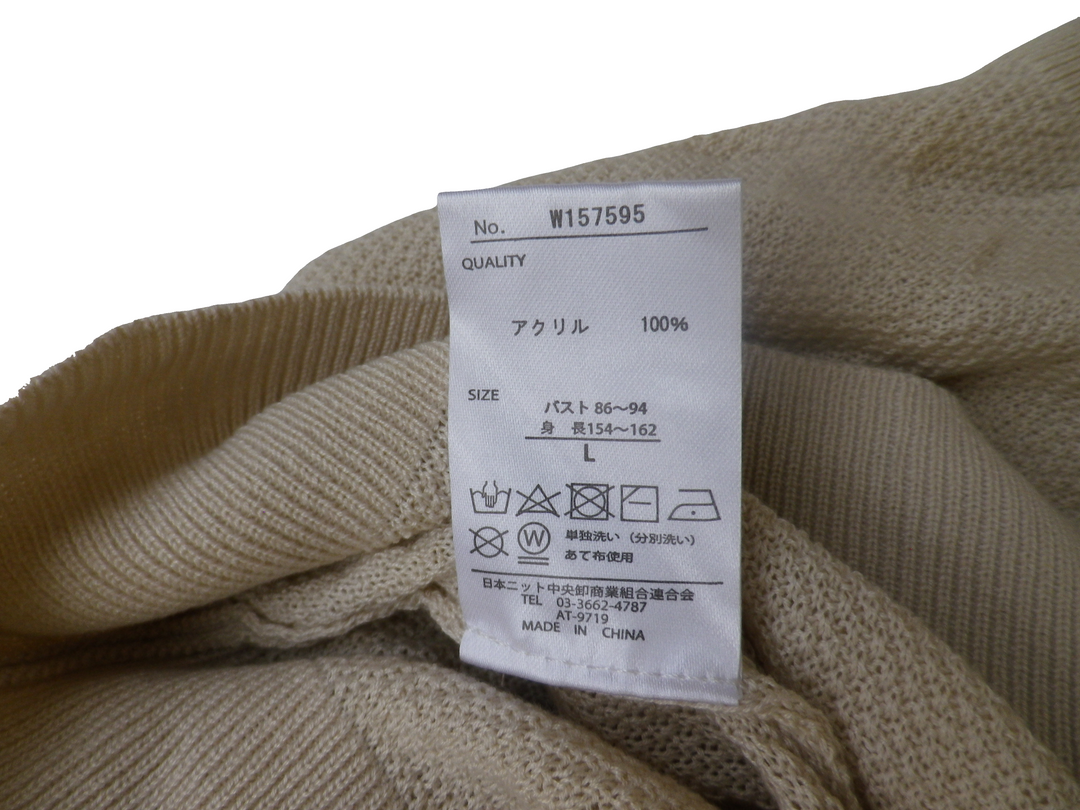 No. W157595
QUALITY
アクリル 100%
SIZE
バスト 86～94
身 長154～162
L
W
単独洗い (分別洗い)
あて布使用
日本ニット中央卸商業組合連合会
TEL 03-3662-4787
AT-9719
MADE IN CHINA